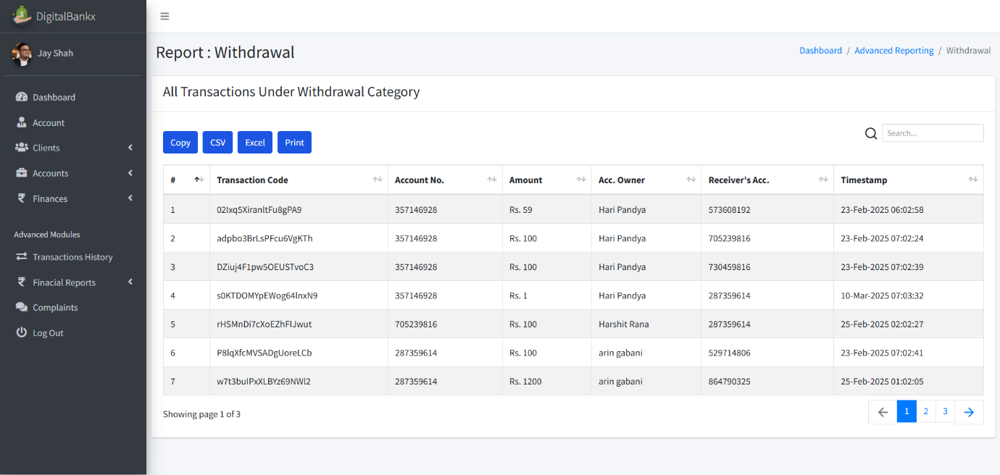 DigitalBankx
Jay Shah
Dashboard
Account
Clients
Accounts
Finances
Advanced Modules
Transactions History
Finacial Reports
Complaints
Log Out
Report : Withdrawal
Dashboard / Advanced Reporting / Withdrawal
All Transactions Under Withdrawal Category
Copy CSV Excel Print
Search...
# Transaction Code Account No. Amount Acc. Owner Receiver's Acc. Timestamp
1 02Ixq5XiranltFu8gPA9 357146928 Rs. 59 Hari Pandya 573608192 23-Feb-2025 06:02:58
2 adpbo3BrLsPFcu6VgKTh 357146928 Rs. 100 Hari Pandya 705239816 23-Feb-2025 07:02:24
3 DZiuj4F1pw5OEUSTvoC3 357146928 Rs. 100 Hari Pandya 730459816 23-Feb-2025 07:02:39
4 s0KTDOMYpEWog64lnxN9 357146928 Rs. 1 Hari Pandya 287359614 10-Mar-2025 07:03:32
5 rHSMnDi7cXoEZhFIJwut 705239816 Rs. 100 Harshit Rana 287359614 25-Feb-2025 02:02:27
6 P8lqXfcMVSADgUoreLCb 287359614 Rs. 100 arin gabani 529714806 23-Feb-2025 07:02:41
7 w7t3buIPxXLBYz69NWl2 287359614 Rs. 1200 arin gabani 864790325 25-Feb-2025 01:02:05
Showing page 1 of 3
1 2 3